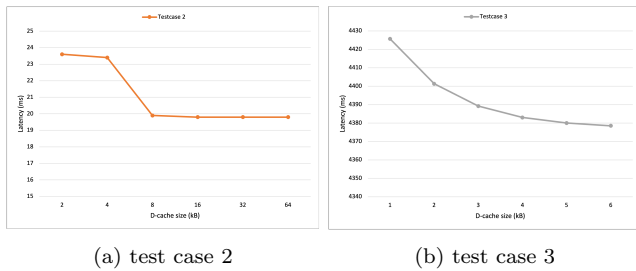 Testcase 2
25
24
23
22
21
20
19
18
17
16
15
Latency (ms)
2 4 8 16 32 64
D-cache size (kB)
(a) test case 2
Testcase 3
4430
4420
4410
4400
4390
4380
4370
4360
4350
4340
Latency (ms)
1 2 3 4 5 6
D-cache size (kB)
(b) test case 3